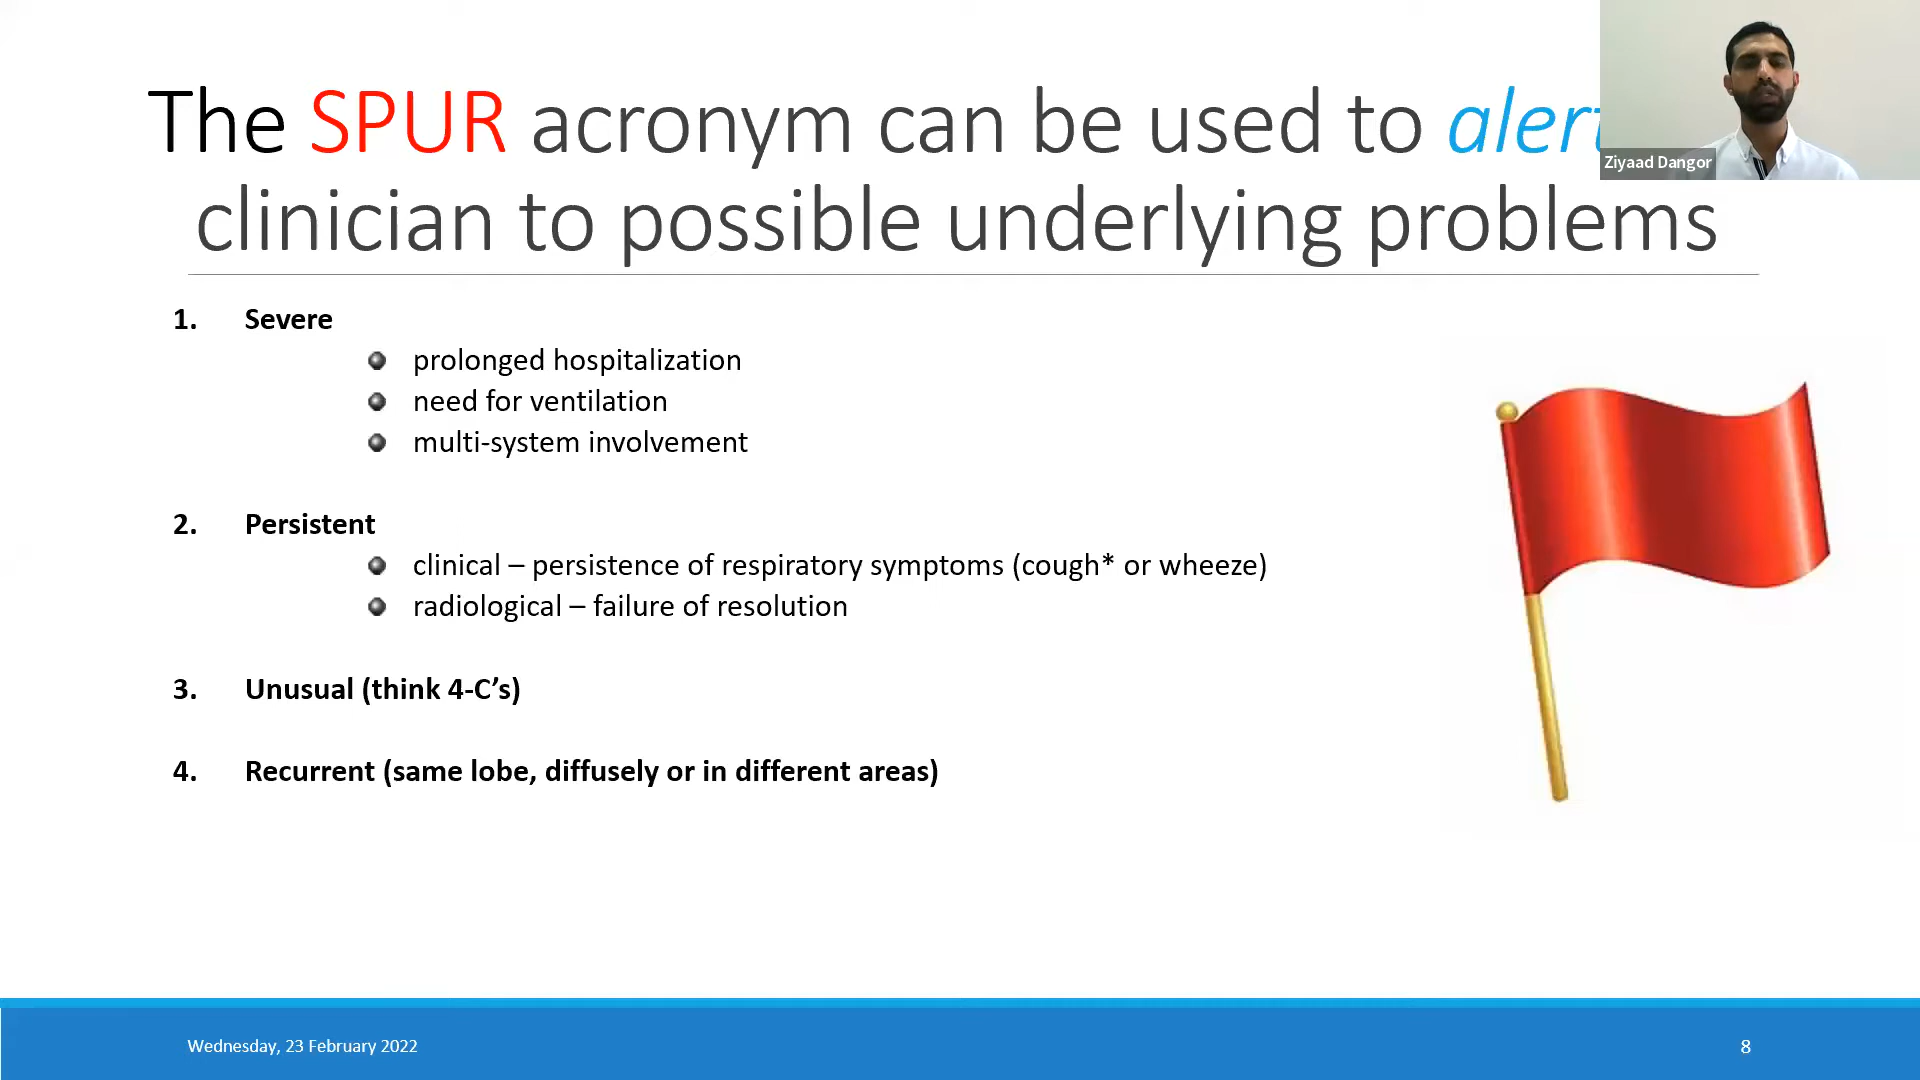 The SPUR acronym can be used to alert
clinician to possible underlying problems
Ziyaad Dangor
1. Severe
prolonged hospitalization
need for ventilation
multi-system involvement
2. Persistent
clinical – persistence of respiratory symptoms (cough* or wheeze)
radiological – failure of resolution
3. Unusual (think 4-C’s)
4. Recurrent (same lobe, diffusely or in different areas)
Wednesday, 23 February 2022
8